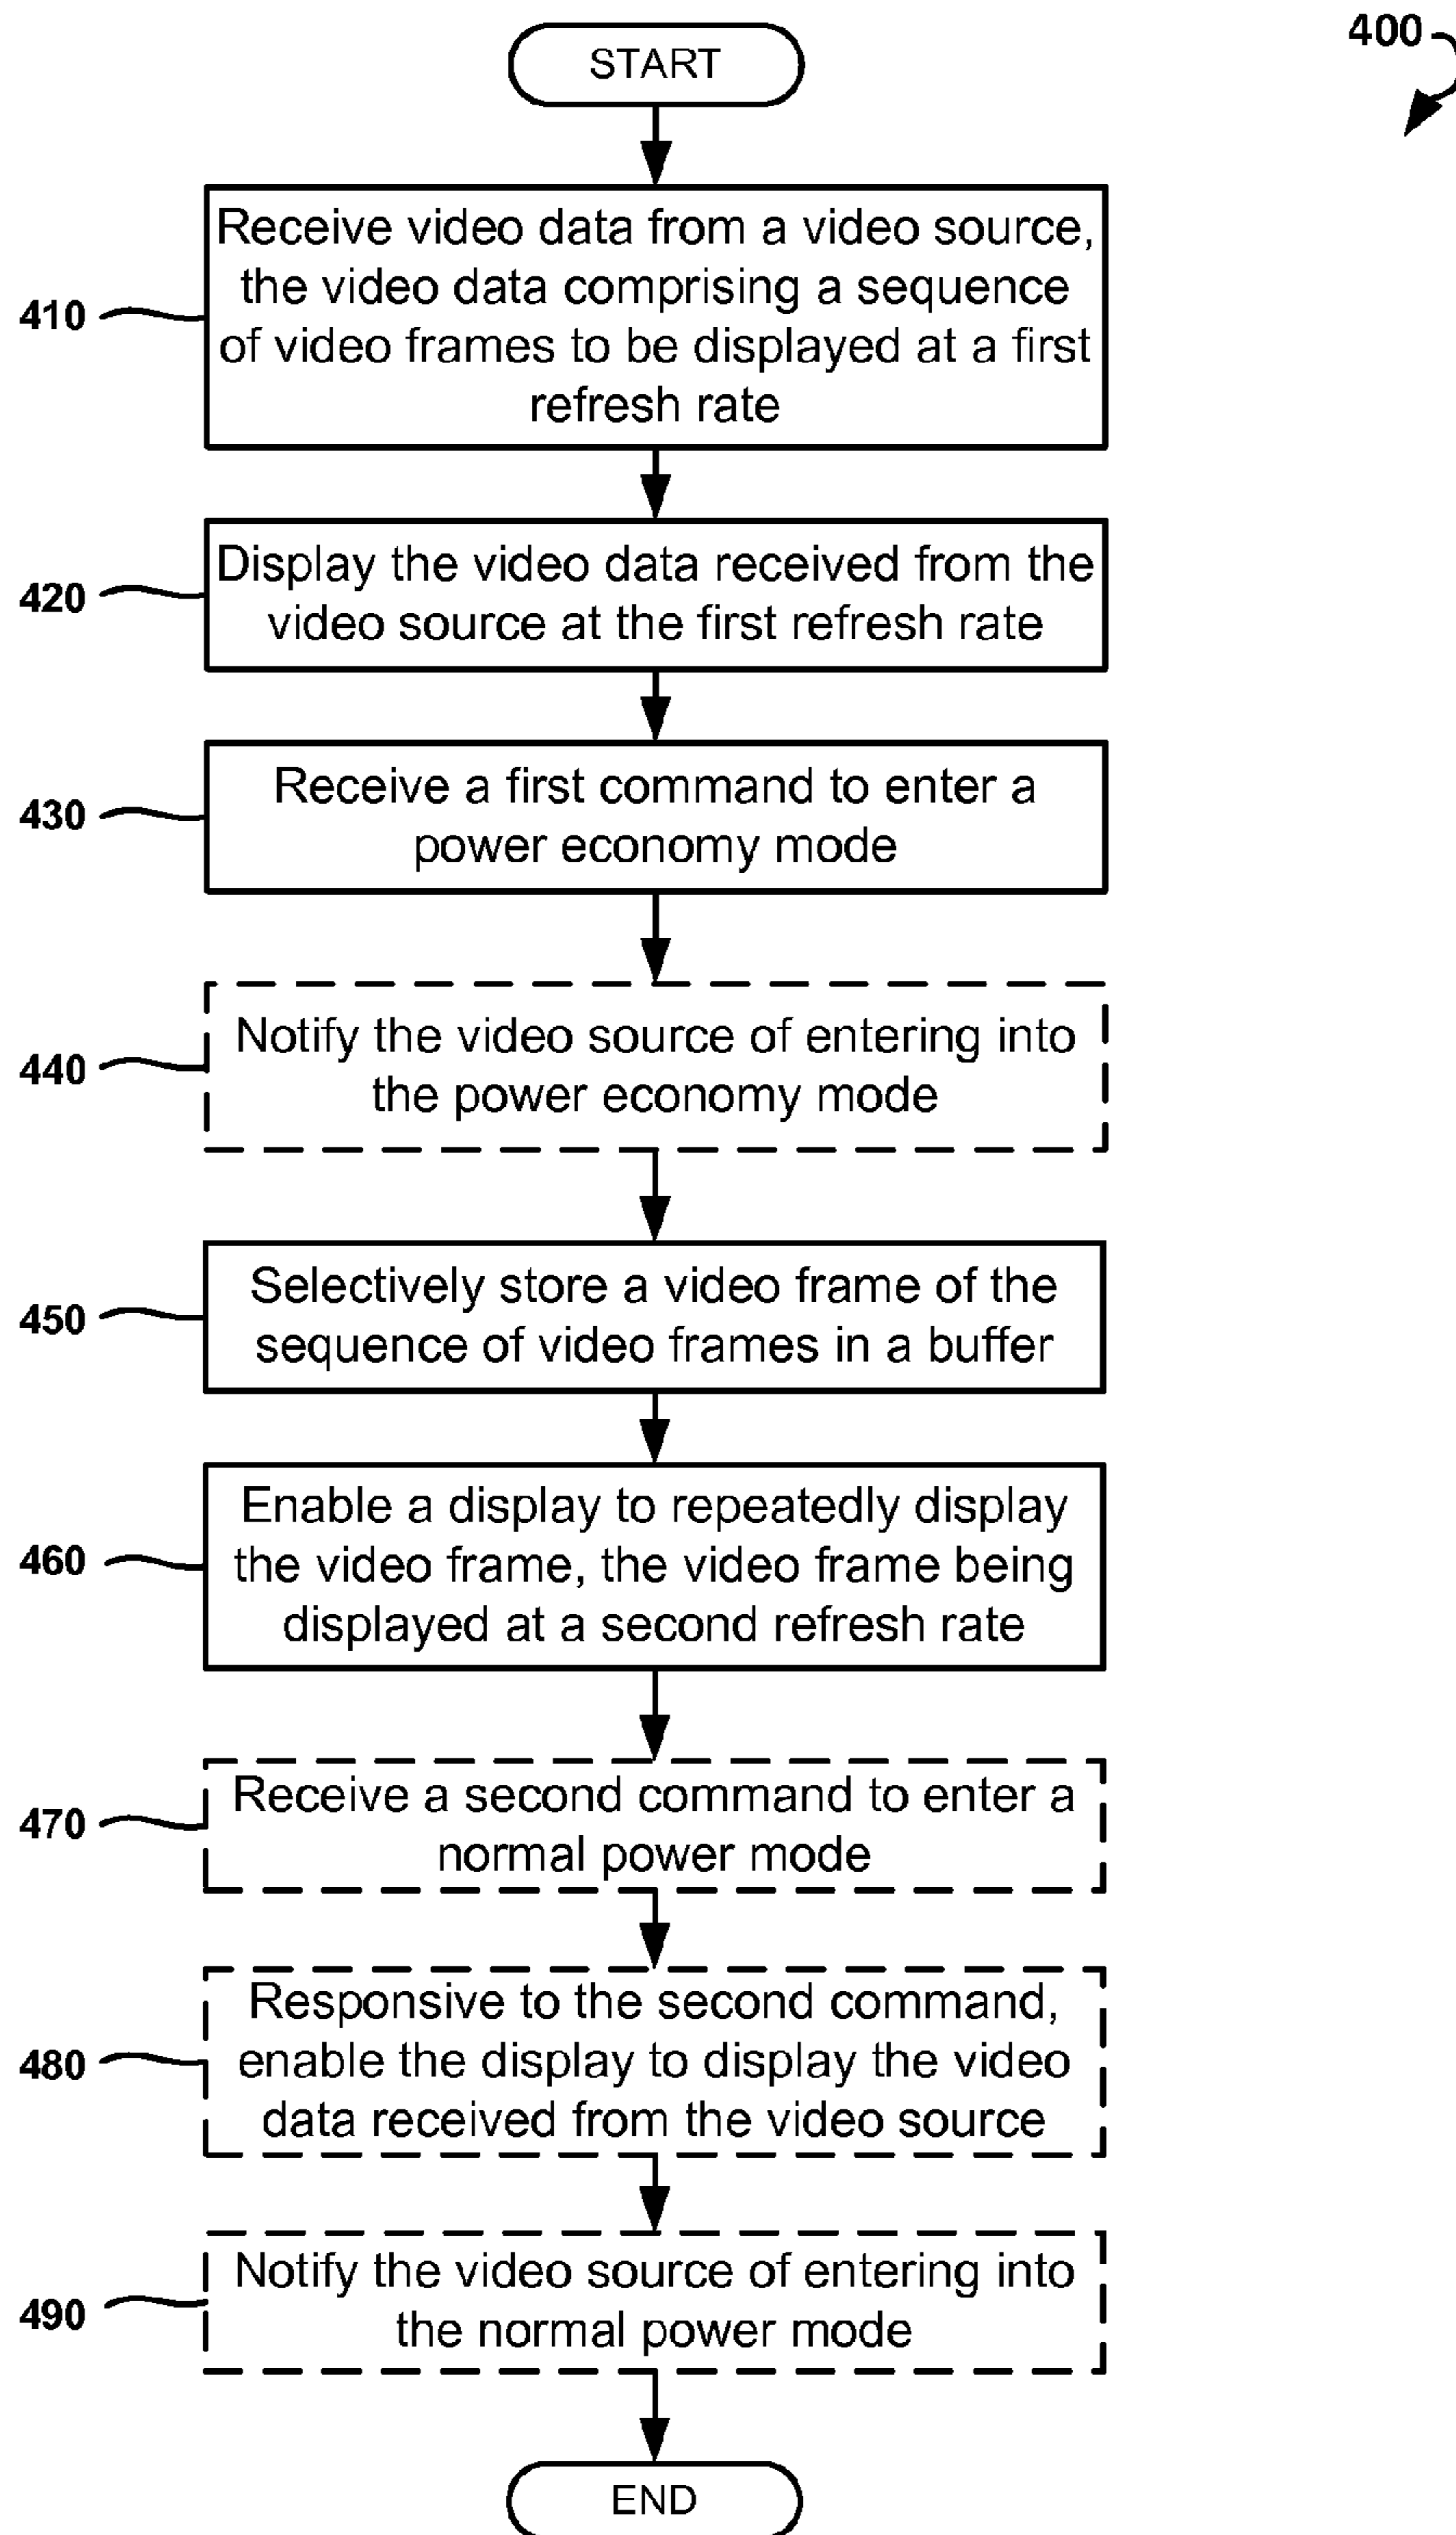 400
START
410
Receive video data from a video source,
the video data comprising a sequence
of video frames to be displayed at a first
refresh rate
420
Display the video data received from the
video source at the first refresh rate
430
Receive a first command to enter a
power economy mode
440
Notify the video source of entering into
the power economy mode
450
Selectively store a video frame of the
sequence of video frames in a buffer
460
Enable a display to repeatedly display
the video frame, the video frame being
displayed at a second refresh rate
470
Receive a second command to enter a
normal power mode
480
Responsive to the second command,
enable the display to display the video
data received from the video source
490
Notify the video source of entering into
the normal power mode
END